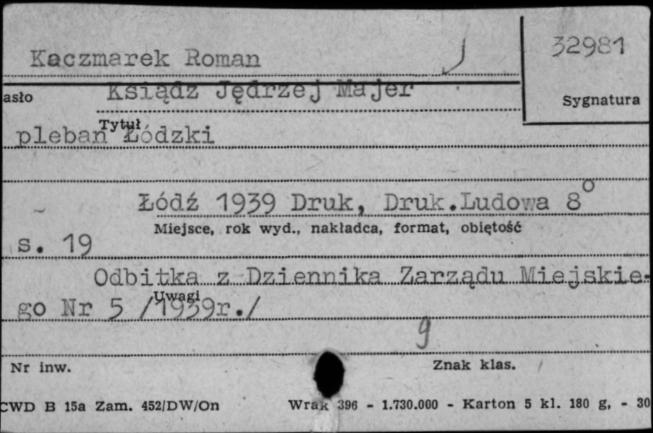 Kaczmarek Roman
32981
asło
Ksiądz Jędrzej Majer
Sygnatura
Tytuł
pleban Łódzki
Łódź 1939 Druk, Druk.Ludowa 8°
Miejsce, rok wyd., nakładca, format, objętość
s. 19
Odbitka z Dziennika Zarządu Miejskie-
Uwagi
go Nr 5 /1939r./
9
Nr inw.
Znak klas.
CWD B 15a Zam. 452/DW/On
Wrak 396 - 1.730.000 - Karton 5 kl. 180 g, - 30